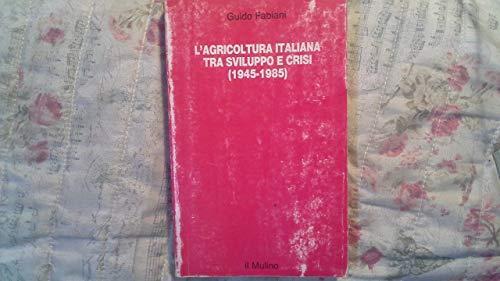 Guido Fabiani
L'AGRICOLTURA ITALIANA
TRA SVILUPPO E CRISI
(1945-1985)
il Mulino